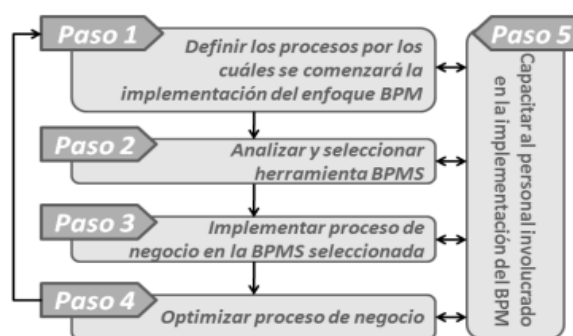 Paso 1
Definir los procesos por los
cuáles se comenzará la
implementación del enfoque BPM
Paso 2
Analizar y seleccionar
herramienta BPMS
Paso 3
Implementar proceso de
negocio en la BPMS seleccionada
Paso 4
Optimizar proceso de negocio
Paso 5
Capacitar al personal involucrado
en la implementación del BPM